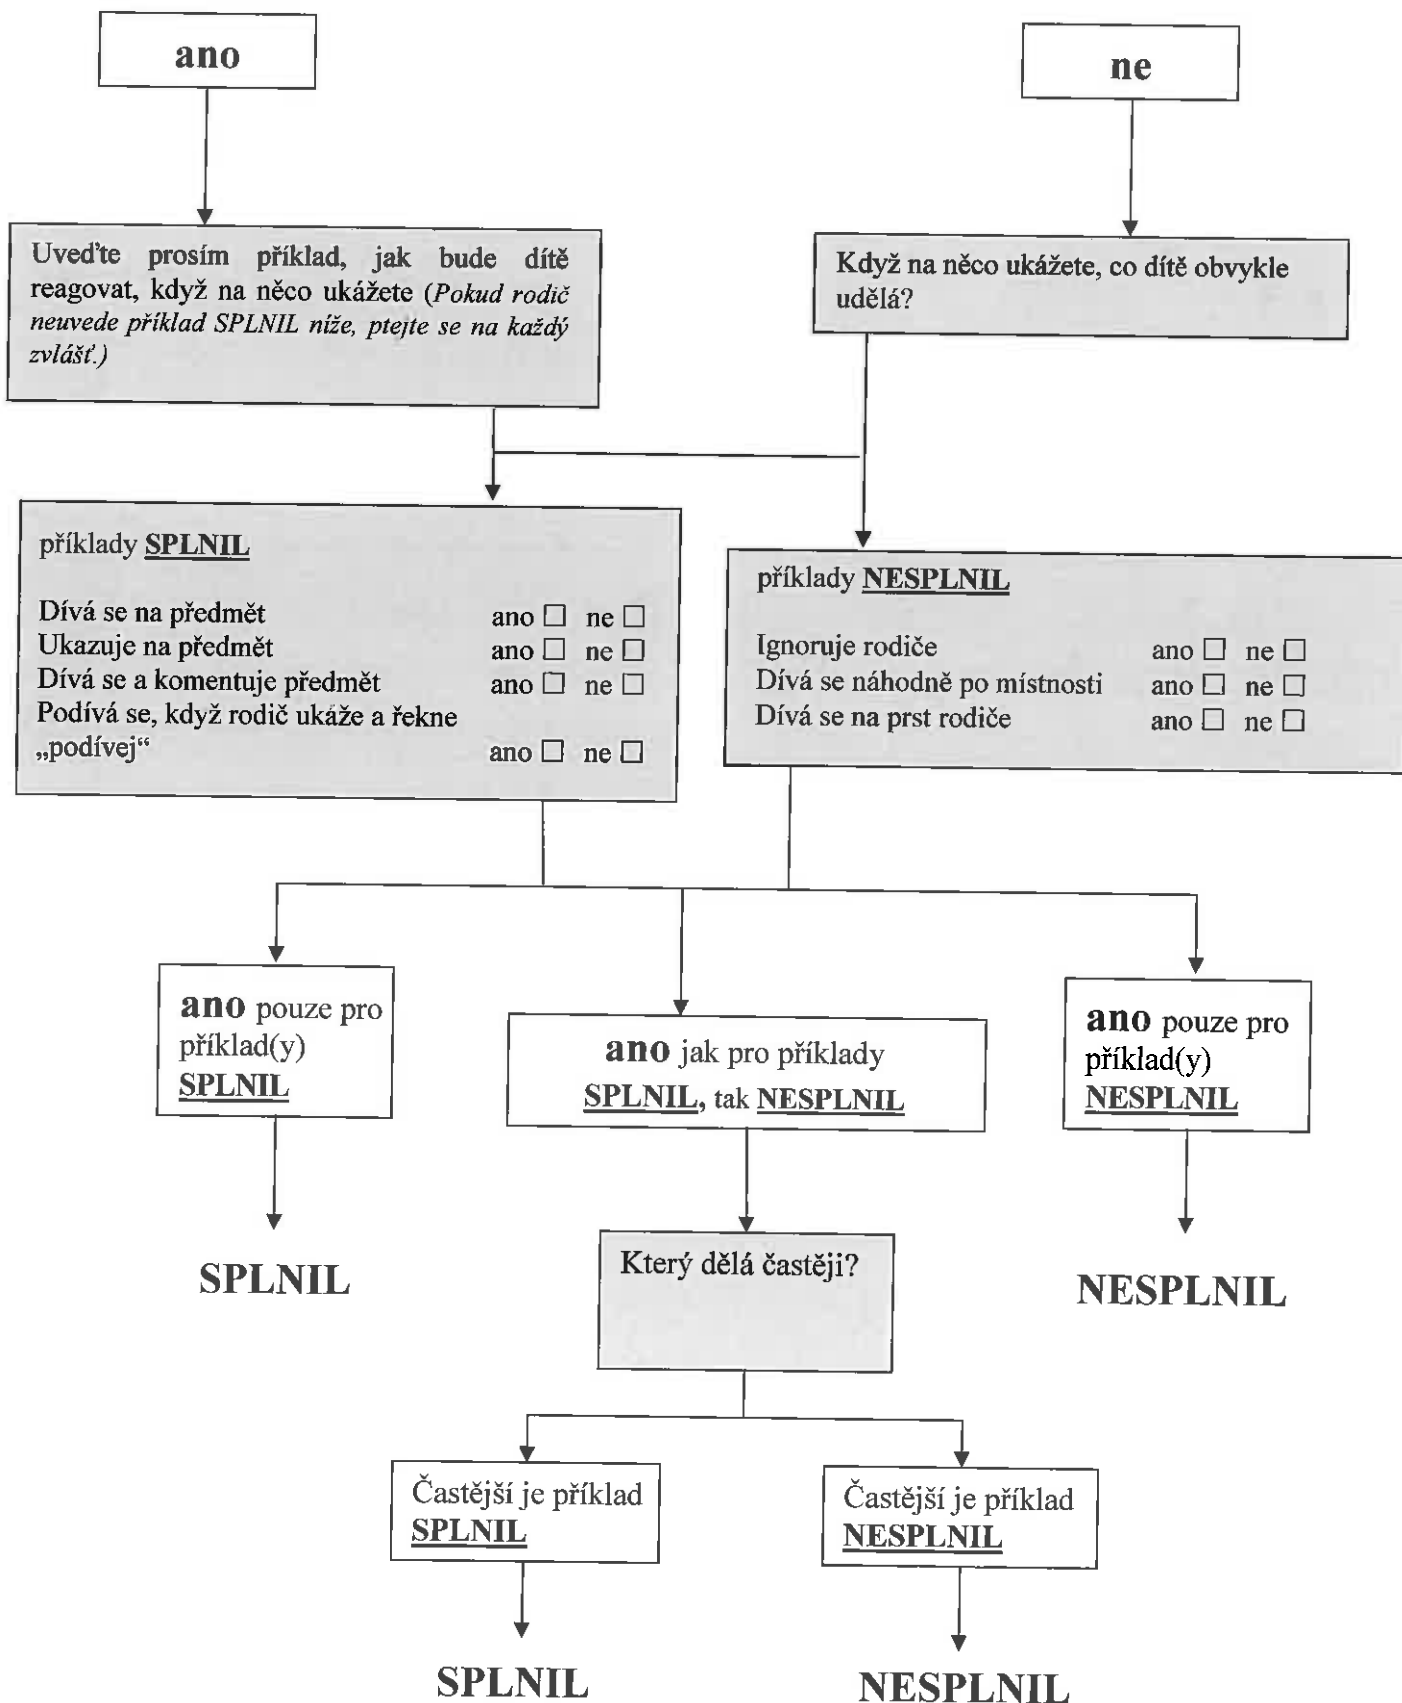 ano
ne
Uveďte prosím příklad, jak bude dítě
reagovat, když na něco ukážete (Pokud rodič
neuvede příklad SPLNIL níže, ptejte se na každý
zvlášť.)
Když na něco ukážete, co dítě obvykle
udělá?
příklady SPLNIL
Dívá se na předmět ano ☐ ne ☐
Ukazuje na předmět ano ☐ ne ☐
Dívá se a komentuje předmět ano ☐ ne ☐
Podívá se, když rodič ukáže a řekne
„podívej“ ano ☐ ne ☐
příklady NESPLNIL
Ignoruje rodiče ano ☐ ne ☐
Dívá se náhodně po místnosti ano ☐ ne ☐
Dívá se na prst rodiče ano ☐ ne ☐
ano pouze pro
příklad(y)
SPLNIL
ano jak pro příklady
SPLNIL, tak NESPLNIL
ano pouze pro
příklad(y)
NESPLNIL
SPLNIL
Který dělá častěji?
NESPLNIL
Častější je příklad
SPLNIL
Častější je příklad
NESPLNIL
SPLNIL
NESPLNIL